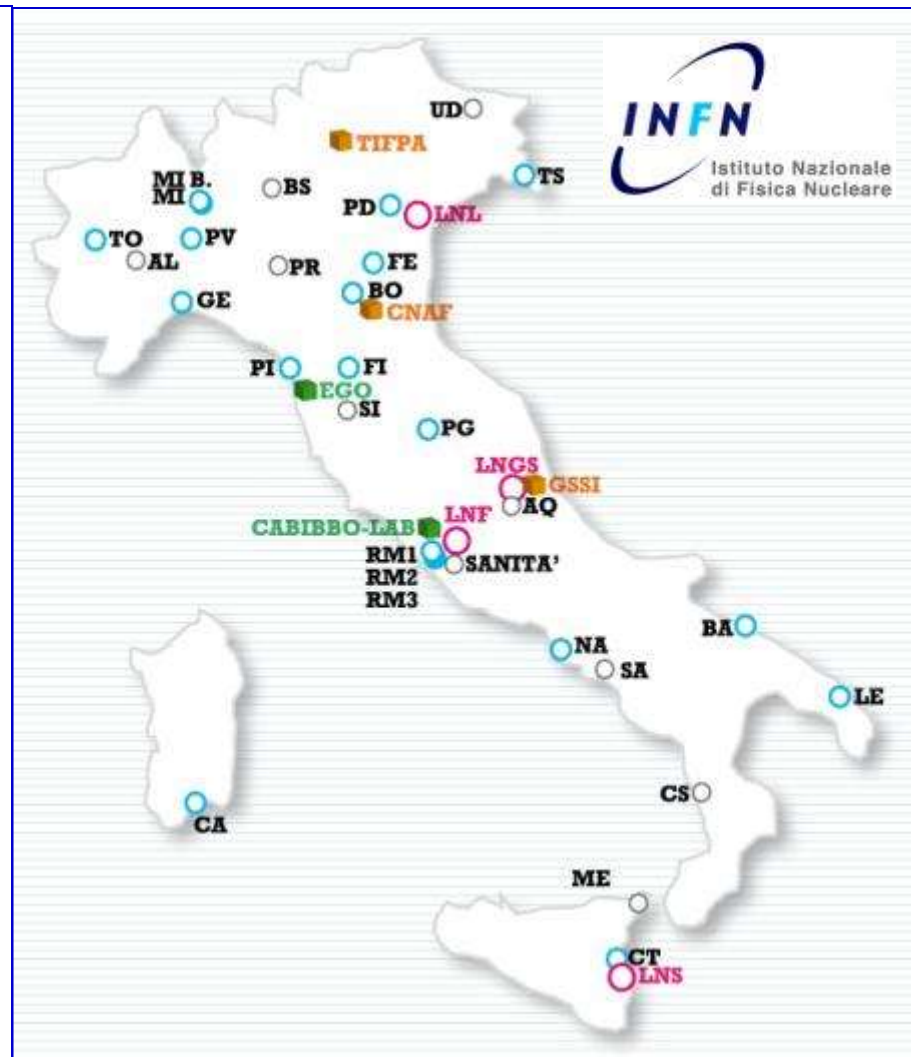 INFN
Istituto Nazionale
di Fisica Nucleare
UD
TIFPA
TS
MI B.
MI
BS
PD
LNL
TO
PV
AL
PR
FE
BO
GE
CNAF
PI
FI
EGO
SI
PG
LNGS
GSSI
AQ
LNF
CABIBBO-LAB
RM1
SANITA’
RM2
RM3
BA
NA
SA
LE
CS
CA
ME
CT
LNS